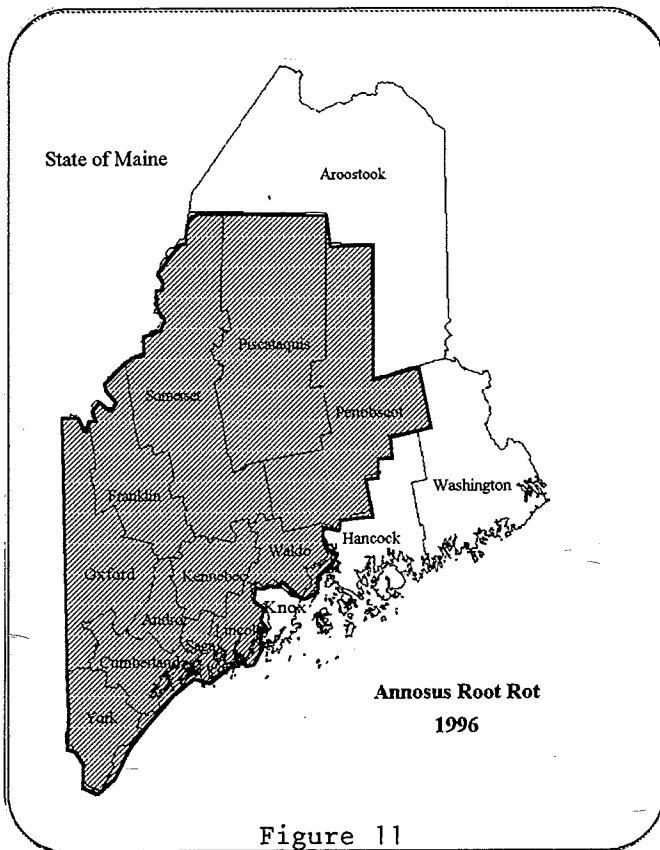 State of Maine
Aroostook
Piscataquis
Somerset
Penobscot
Washington
Franklin
Hancock
Waldo
Oxford
Kennebec
Knox
Andro
Lincoln
Saga
Cumberland
Annosus Root Rot
York
1996
Figure 11